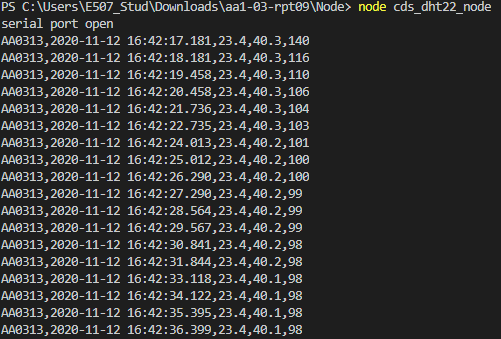 PS C:\Users\E507_Stud\Downloads\aa1-03-rpt09\Node> node cds_dht22_node
serial port open
AA0313,2020-11-12 16:42:17.181,23.4,40.3,140
AA0313,2020-11-12 16:42:18.181,23.4,40.3,116
AA0313,2020-11-12 16:42:19.458,23.4,40.3,110
AA0313,2020-11-12 16:42:20.458,23.4,40.3,106
AA0313,2020-11-12 16:42:21.736,23.4,40.3,104
AA0313,2020-11-12 16:42:22.735,23.4,40.3,103
AA0313,2020-11-12 16:42:24.013,23.4,40.2,101
AA0313,2020-11-12 16:42:25.012,23.4,40.2,100
AA0313,2020-11-12 16:42:26.290,23.4,40.2,100
AA0313,2020-11-12 16:42:27.290,23.4,40.2,99
AA0313,2020-11-12 16:42:28.564,23.4,40.2,99
AA0313,2020-11-12 16:42:29.567,23.4,40.2,99
AA0313,2020-11-12 16:42:30.841,23.4,40.2,98
AA0313,2020-11-12 16:42:31.844,23.4,40.2,98
AA0313,2020-11-12 16:42:33.118,23.4,40.1,98
AA0313,2020-11-12 16:42:34.122,23.4,40.1,98
AA0313,2020-11-12 16:42:35.395,23.4,40.1,98
AA0313,2020-11-12 16:42:36.399,23.4,40.1,98